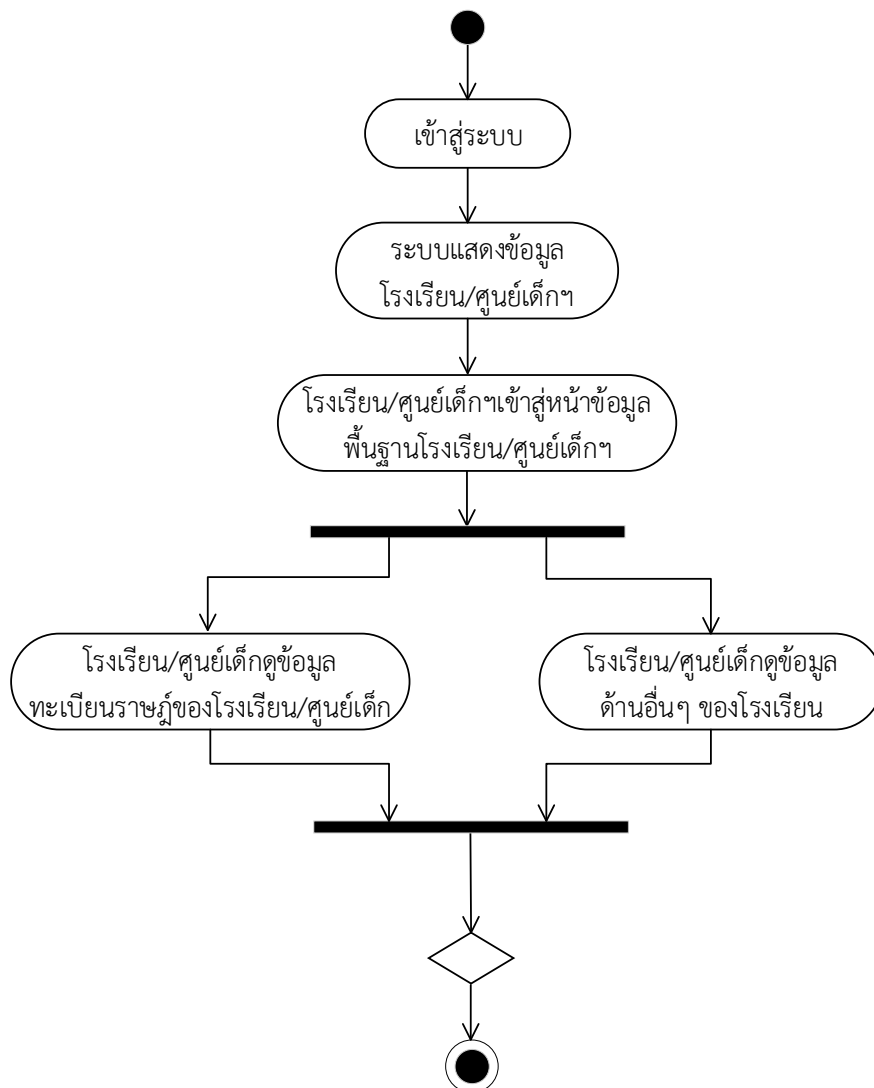 เข้าสู่ระบบ
ระบบแสดงข้อมูล
โรงเรียน/ศูนย์เด็กฯ
โรงเรียน/ศูนย์เด็กฯเข้าสู่หน้าข้อมูล
พื้นฐานโรงเรียน/ศูนย์เด็กฯ
โรงเรียน/ศูนย์เด็กดูข้อมูล
ทะเบียนราษฎ์ของโรงเรียน/ศูนย์เด็ก
โรงเรียน/ศูนย์เด็กดูข้อมูล
ด้านอื่นๆ ของโรงเรียน